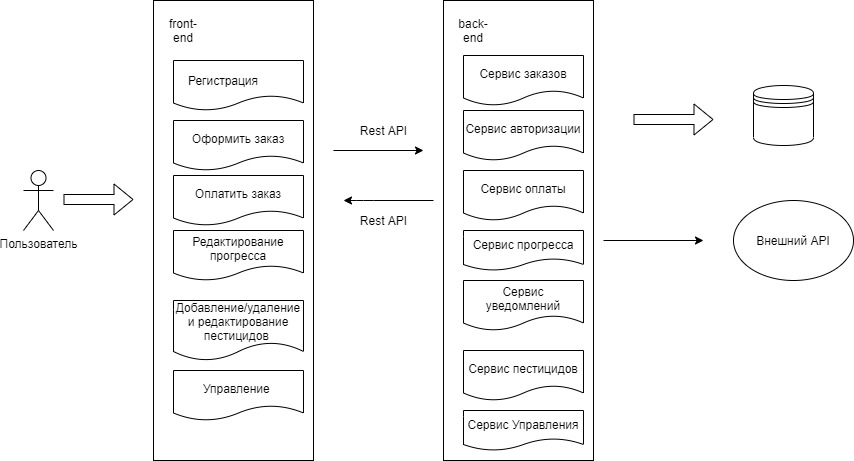 Пользователь
front-
end
Регистрация
Оформить заказ
Оплатить заказ
Редактирование
прогресса
Добавление/удаление
и редактирование
пестицидов
Управление
Rest API
Rest API
back-
end
Сервис заказов
Сервис авторизации
Сервис оплаты
Сервис прогресса
Сервис
уведомлений
Сервис пестицидов
Сервис Управления
Внешний API